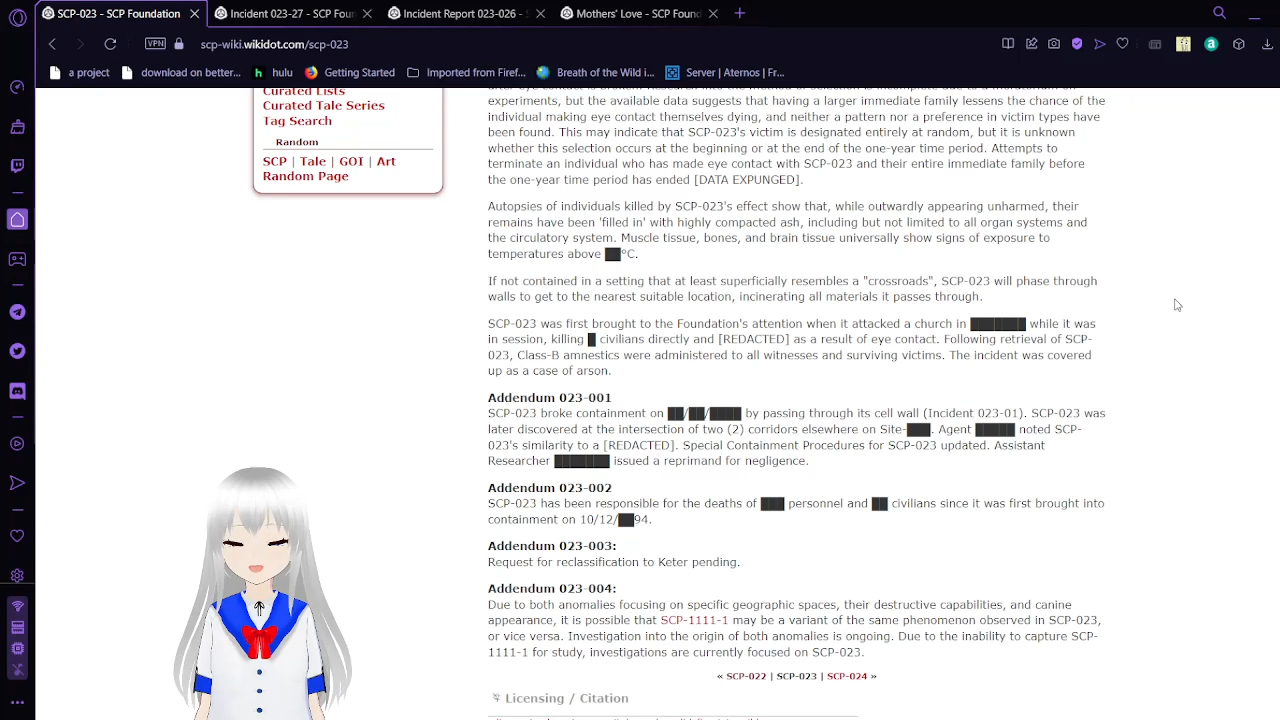 SCP-023 - SCP Foundation
Incident 023-27 - SCP Foun
Incident Report 023-026 -
Mothers' Love - SCP Found
VPN
scp-wiki.wikidot.com/scp-023
a project
download on better...
hulu
Getting Started
Imported from Firef...
Breath of the Wild i...
Server | Aternos | Fr...
Curated Lists
Curated Tale Series
Tag Search
Random
SCP | Tale | GOI | Art
Random Page
experiments, but the available data suggests that having a larger immediate family lessens the chance of the
individual making eye contact themselves dying, and neither a pattern nor a preference in victim types have
been found. This may indicate that SCP-023's victim is designated entirely at random, but it is unknown
whether this selection occurs at the beginning or at the end of the one-year time period. Attempts to
terminate an individual who has made eye contact with SCP-023 and their entire immediate family before
the one-year time period has ended [DATA EXPUNGED].
Autopsies of individuals killed by SCP-023's effect show that, while outwardly appearing unharmed, their
remains have been 'filled in' with highly compacted ash, including but not limited to all organ systems and
the circulatory system. Muscle tissue, bones, and brain tissue universally show signs of exposure to
temperatures above ██°C.
If not contained in a setting that at least superficially resembles a "crossroads", SCP-023 will phase through
walls to get to the nearest suitable location, incinerating all materials it passes through.
SCP-023 was first brought to the Foundation's attention when it attacked a church in ███████ while it was
in session, killing █ civilians directly and [REDACTED] as a result of eye contact. Following retrieval of SCP-
023, Class-B amnestics were administered to all witnesses and surviving victims. The incident was covered
up as a case of arson.
Addendum 023-001
SCP-023 broke containment on ██/██/████ by passing through its cell wall (Incident 023-01). SCP-023 was
later discovered at the intersection of two (2) corridors elsewhere on Site-███. Agent █████ noted SCP-
023's similarity to a [REDACTED]. Special Containment Procedures for SCP-023 updated. Assistant
Researcher ███████ issued a reprimand for negligence.
Addendum 023-002
SCP-023 has been responsible for the deaths of ███ personnel and ██ civilians since it was first brought into
containment on 10/12/██94.
Addendum 023-003:
Request for reclassification to Keter pending.
Addendum 023-004:
Due to both anomalies focusing on specific geographic spaces, their destructive capabilities, and canine
appearance, it is possible that SCP-1111-1 may be a variant of the same phenomenon observed in SCP-023,
or vice versa. Investigation into the origin of both anomalies is ongoing. Due to the inability to capture SCP-
1111-1 for study, investigations are currently focused on SCP-023.
« SCP-022 | SCP-023 | SCP-024 »
Licensing / Citation